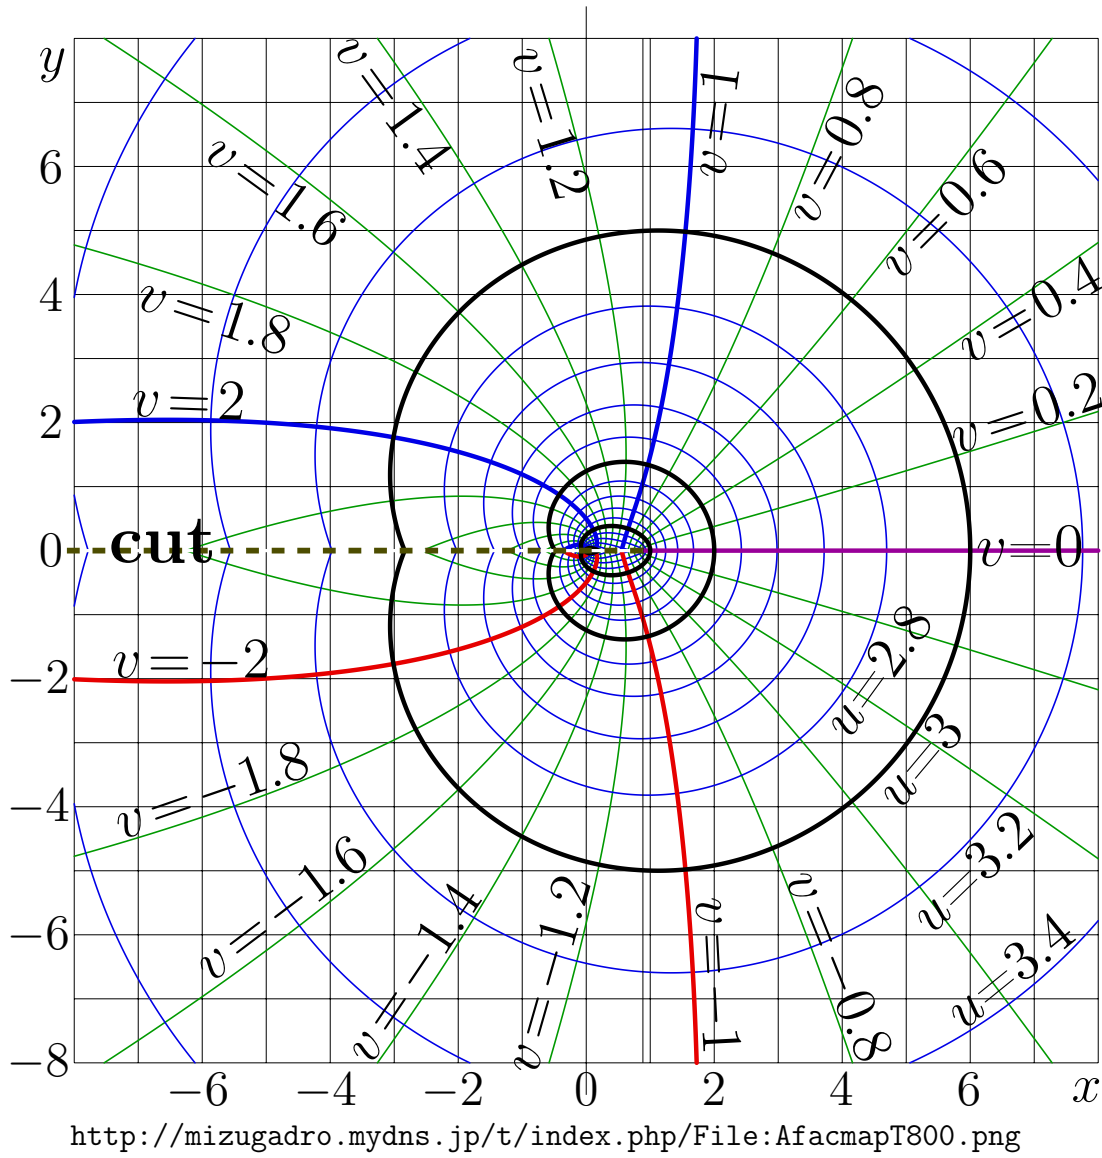 y
v=1.4
v=1.2
v=1
v=0.8
v=1.6
6
v=0.6
v=1.8
4
v=0.4
v=2
2
v=0.2
cut
0
v=0
v=−2
−2
u=2.8
v=−1.8
u=3
−4
v=−1.6
u=3.2
v=−1.4
v=−1.2
v=−1
v=−0.8
−6
u=3.4
−8
−6 −4 −2 0 2 4 6 x
http://mizugadro.mydns.jp/t/index.php/File:AfacmapT800.png